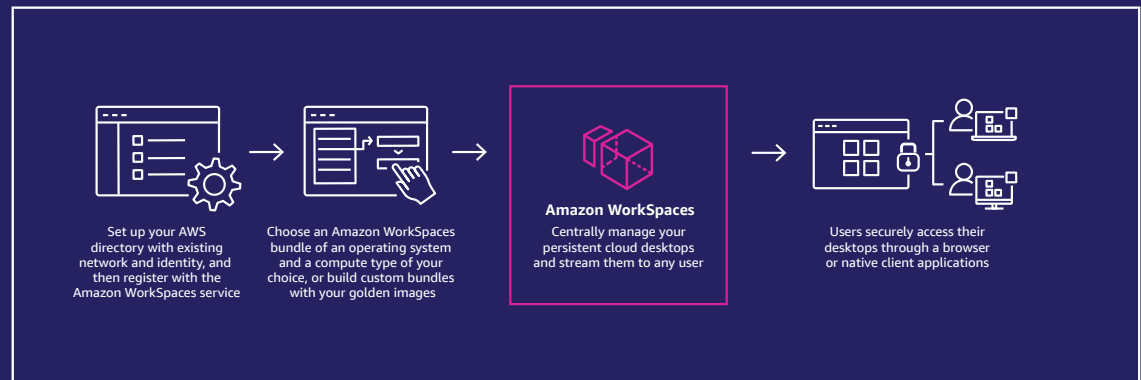 Set up your AWS
directory with existing
network and identity, and
then register with the
Amazon WorkSpaces service
Choose an Amazon WorkSpaces
bundle of an operating system
and a compute type of your
choice, or build custom bundles
with your golden images
Amazon WorkSpaces
Centrally manage your
persistent cloud desktops
and stream them to any user
Users securely access their
desktops through a browser
or native client applications